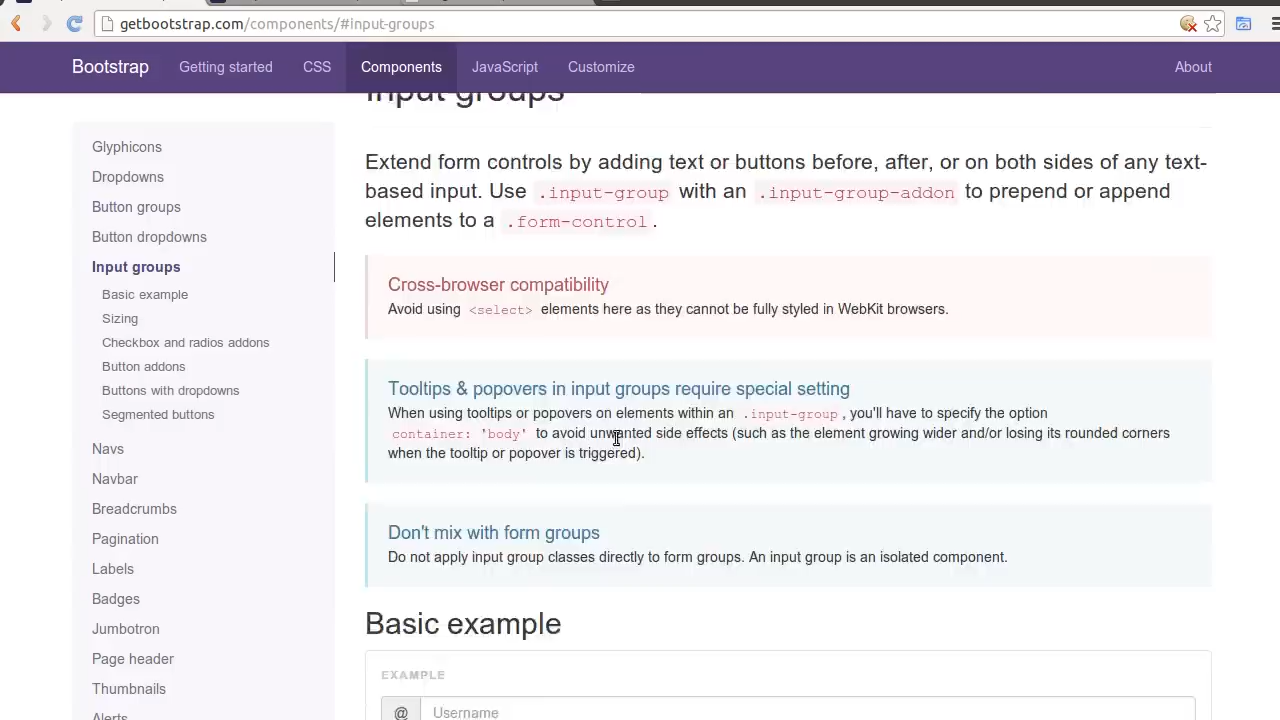 getbootstrap.com/components/#input-groups
Bootstrap Getting started CSS Components JavaScript Customize About
Input groups
Glyphicons
Dropdowns
Button groups
Button dropdowns
Input groups
Basic example
Sizing
Checkbox and radios addons
Button addons
Buttons with dropdowns
Segmented buttons
Navs
Navbar
Breadcrumbs
Pagination
Labels
Badges
Jumbotron
Page header
Thumbnails
Alerts
Extend form controls by adding text or buttons before, after, or on both sides of any text-
based input. Use .input-group with an .input-group-addon to prepend or append
elements to a .form-control.
Cross-browser compatibility
Avoid using <select> elements here as they cannot be fully styled in WebKit browsers.
Tooltips & popovers in input groups require special setting
When using tooltips or popovers on elements within an .input-group, you'll have to specify the option
container: 'body' to avoid unwanted side effects (such as the element growing wider and/or losing its rounded corners
when the tooltip or popover is triggered).
Don't mix with form groups
Do not apply input group classes directly to form groups. An input group is an isolated component.
Basic example
EXAMPLE
@ Username